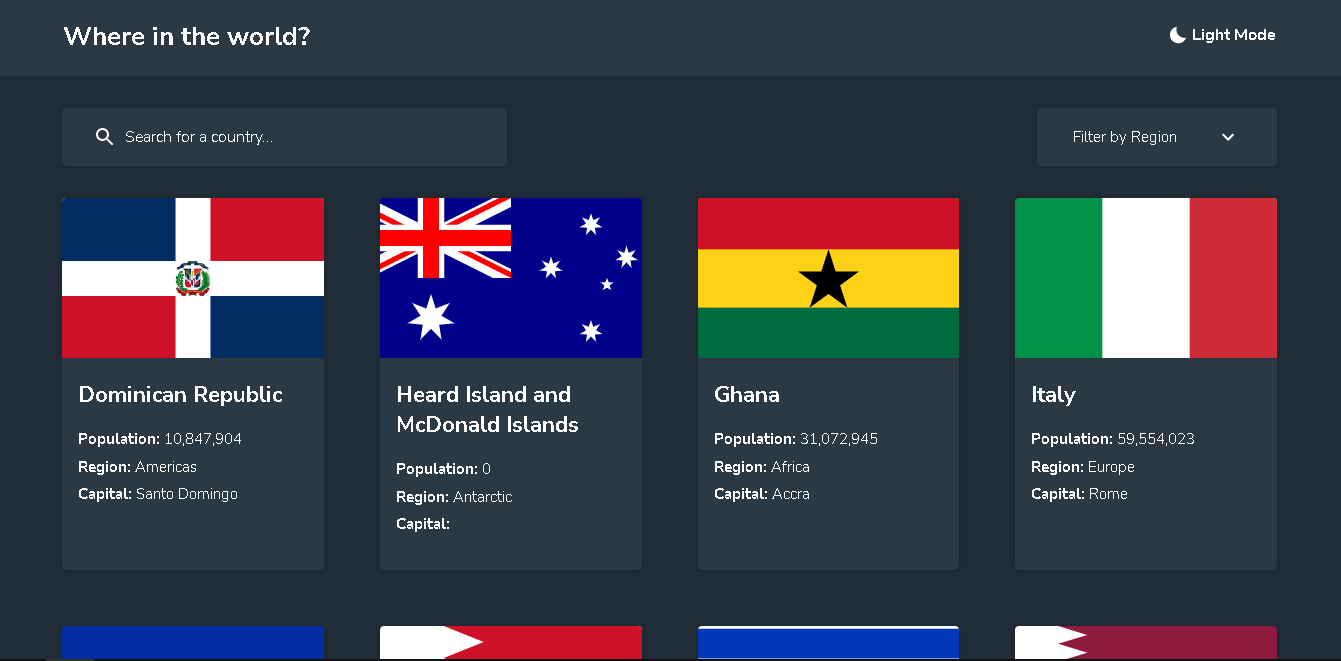 Where in the world?
Light Mode
Search for a country...
Filter by Region
Dominican Republic
Population: 10,847,904
Region: Americas
Capital: Santo Domingo
Heard Island and
McDonald Islands
Population: 0
Region: Antarctic
Capital:
Ghana
Population: 31,072,945
Region: Africa
Capital: Accra
Italy
Population: 59,554,023
Region: Europe
Capital: Rome